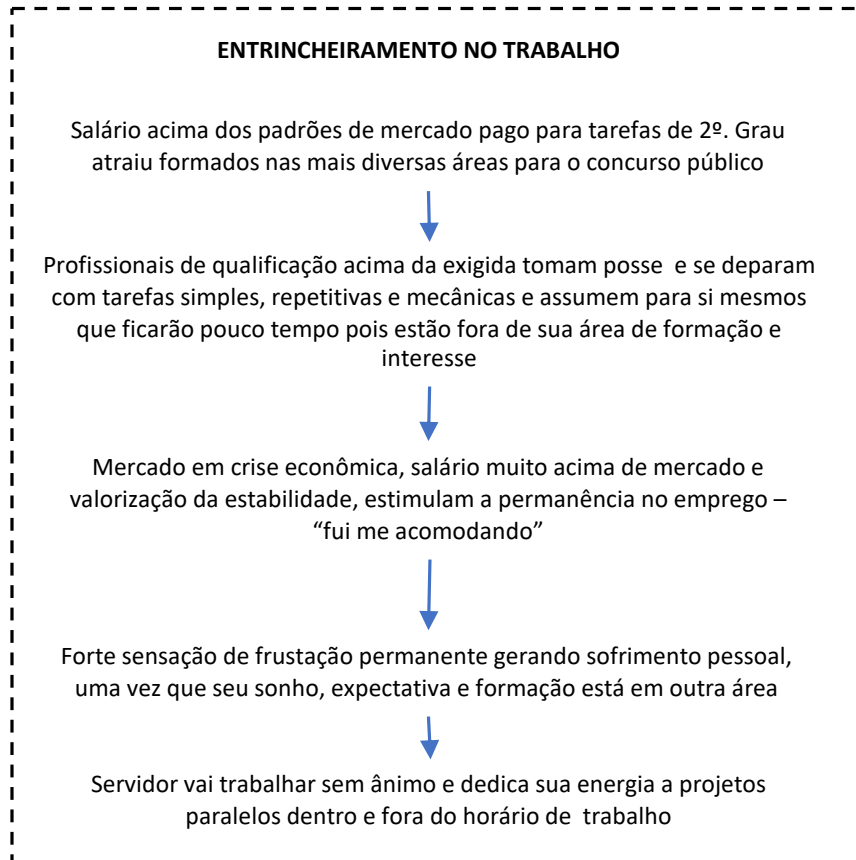 ENTRINCHEIRAMENTO NO TRABALHO
Salário acima dos padrões de mercado pago para tarefas de 2º. Grau
atraiu formados nas mais diversas áreas para o concurso público
Profissionais de qualificação acima da exigida tomam posse e se deparam
com tarefas simples, repetitivas e mecânicas e assumem para si mesmos
que ficarão pouco tempo pois estão fora de sua área de formação e
interesse
Mercado em crise econômica, salário muito acima de mercado e
valorização da estabilidade, estimulam a permanência no emprego –
“fui me acomodando”
Forte sensação de frustação permanente gerando sofrimento pessoal,
uma vez que seu sonho, expectativa e formação está em outra área
Servidor vai trabalhar sem ânimo e dedica sua energia a projetos
paralelos dentro e fora do horário de trabalho